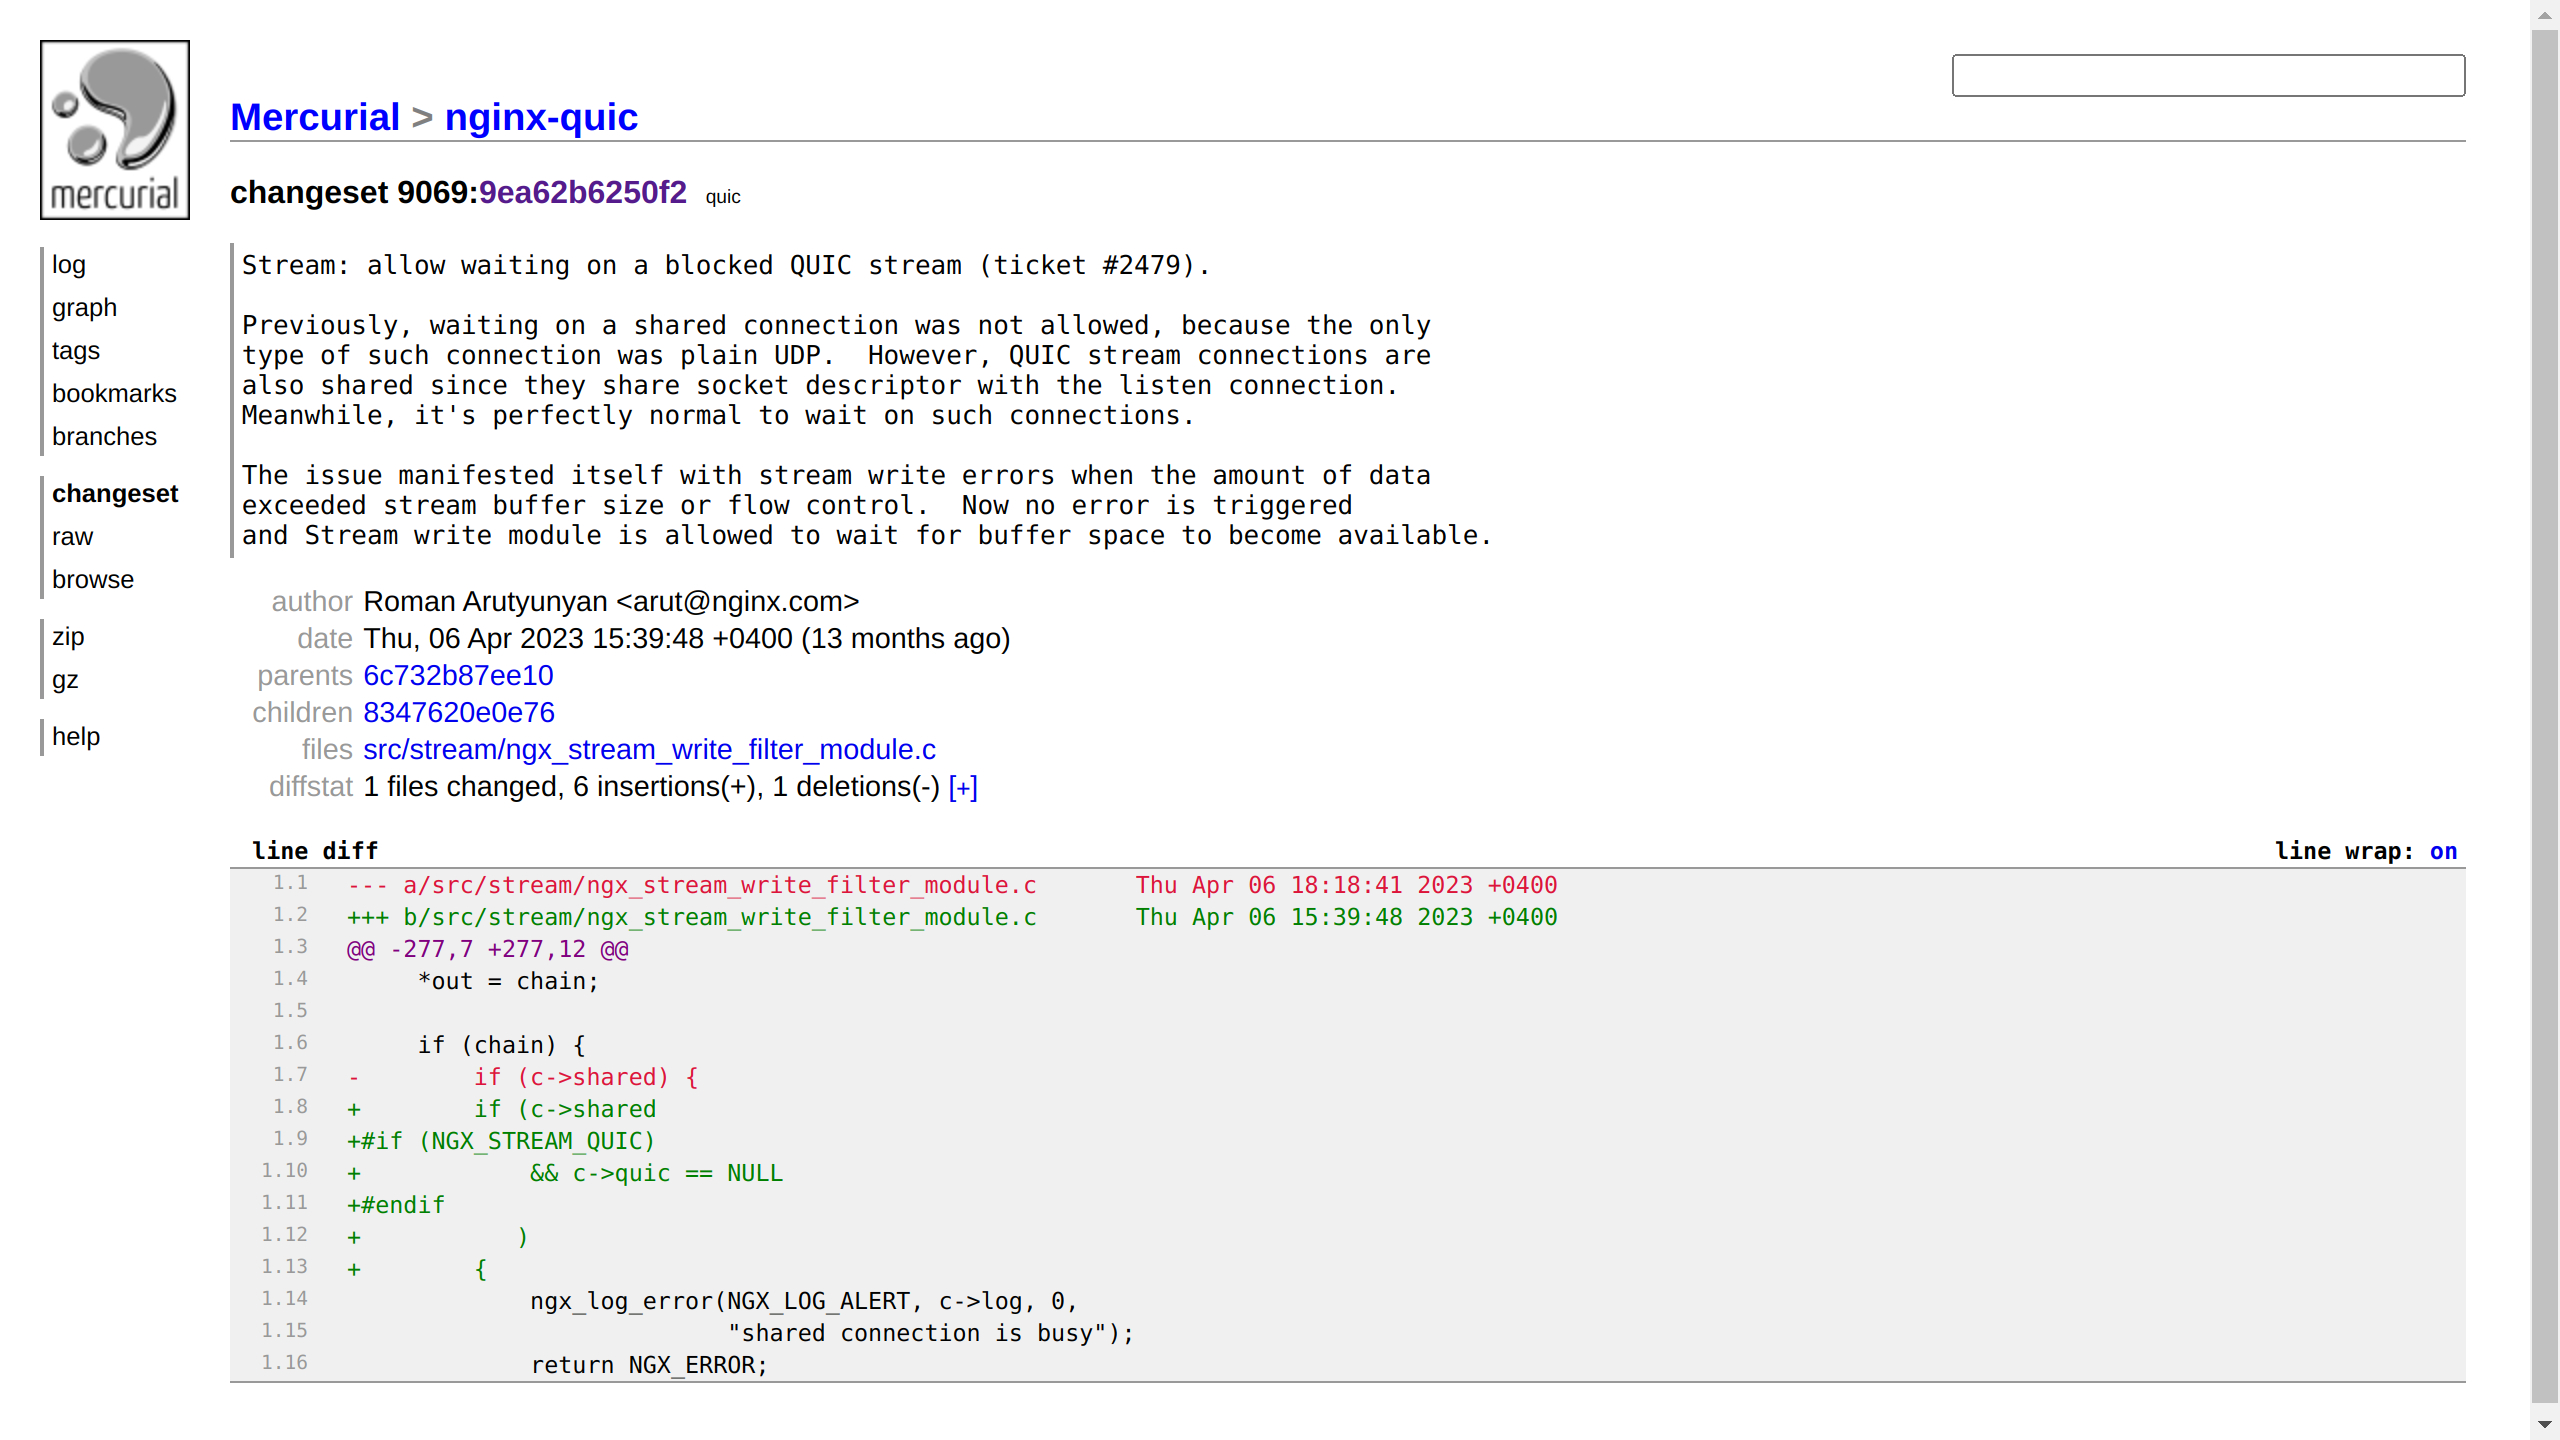 mercurial
Mercurial > nginx-quic
changeset 9069:9ea62b6250f2 quic
log
graph
tags
bookmarks
branches
changeset
raw
browse
zip
gz
help
Stream: allow waiting on a blocked QUIC stream (ticket #2479).
Previously, waiting on a shared connection was not allowed, because the only
type of such connection was plain UDP.  However, QUIC stream connections are
also shared since they share socket descriptor with the listen connection.
Meanwhile, it's perfectly normal to wait on such connections.
The issue manifested itself with stream write errors when the amount of data
exceeded stream buffer size or flow control.  Now no error is triggered
and Stream write module is allowed to wait for buffer space to become available.
author Roman Arutyunyan <arut@nginx.com>
date Thu, 06 Apr 2023 15:39:48 +0400 (13 months ago)
parents 6c732b87ee10
children 8347620e0e76
files src/stream/ngx_stream_write_filter_module.c
diffstat 1 files changed, 6 insertions(+), 1 deletions(-) [+]
line diff line wrap: on
1.1 --- a/src/stream/ngx_stream_write_filter_module.c Thu Apr 06 18:18:41 2023 +0400
1.2 +++ b/src/stream/ngx_stream_write_filter_module.c Thu Apr 06 15:39:48 2023 +0400
1.3 @@ -277,7 +277,12 @@
1.4      *out = chain;
1.5
1.6      if (chain) {
1.7 -        if (c->shared) {
1.8 +        if (c->shared
1.9 +#if (NGX_STREAM_QUIC)
1.10 +            && c->quic == NULL
1.11 +#endif
1.12 +           )
1.13 +        {
1.14              ngx_log_error(NGX_LOG_ALERT, c->log, 0,
1.15                            "shared connection is busy");
1.16              return NGX_ERROR;